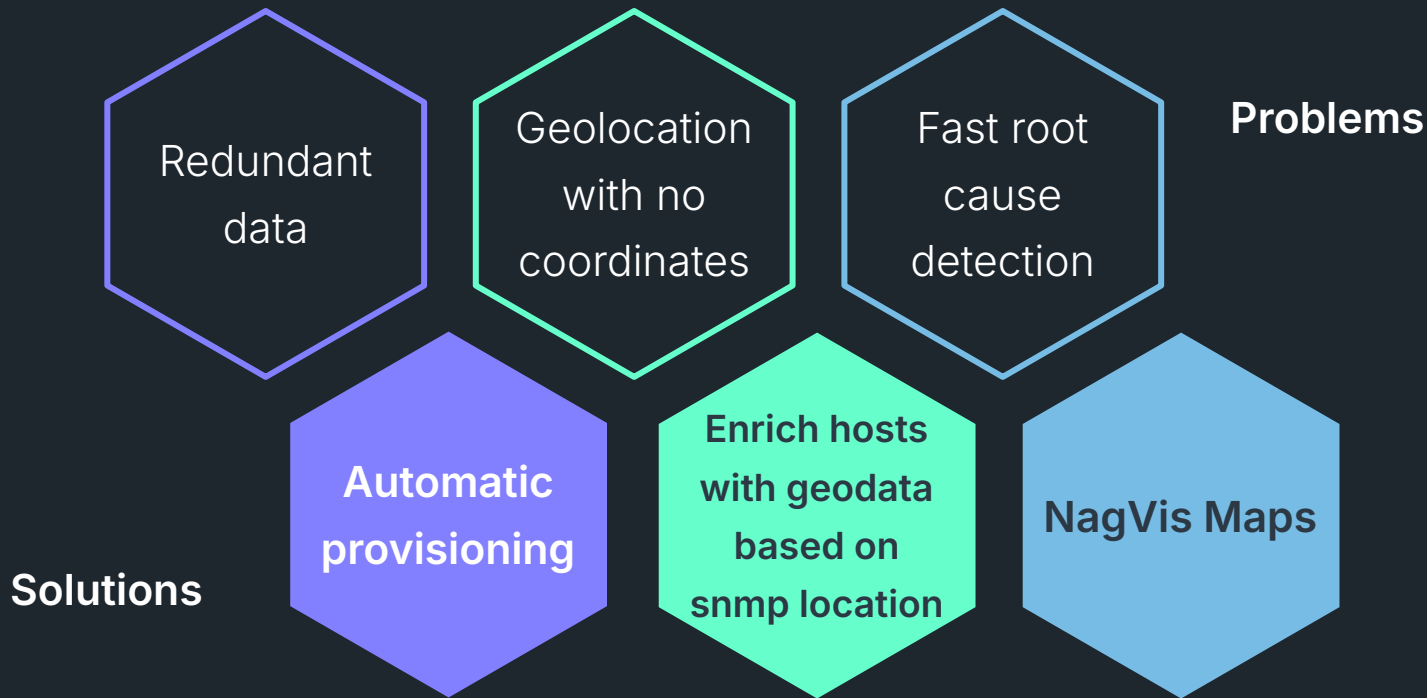 Redundant
data
Geolocation
with no
coordinates
Fast root
cause
detection
Problems
Solutions
Automatic
provisioning
Enrich hosts
with geodata
based on
snmp location
NagVis Maps